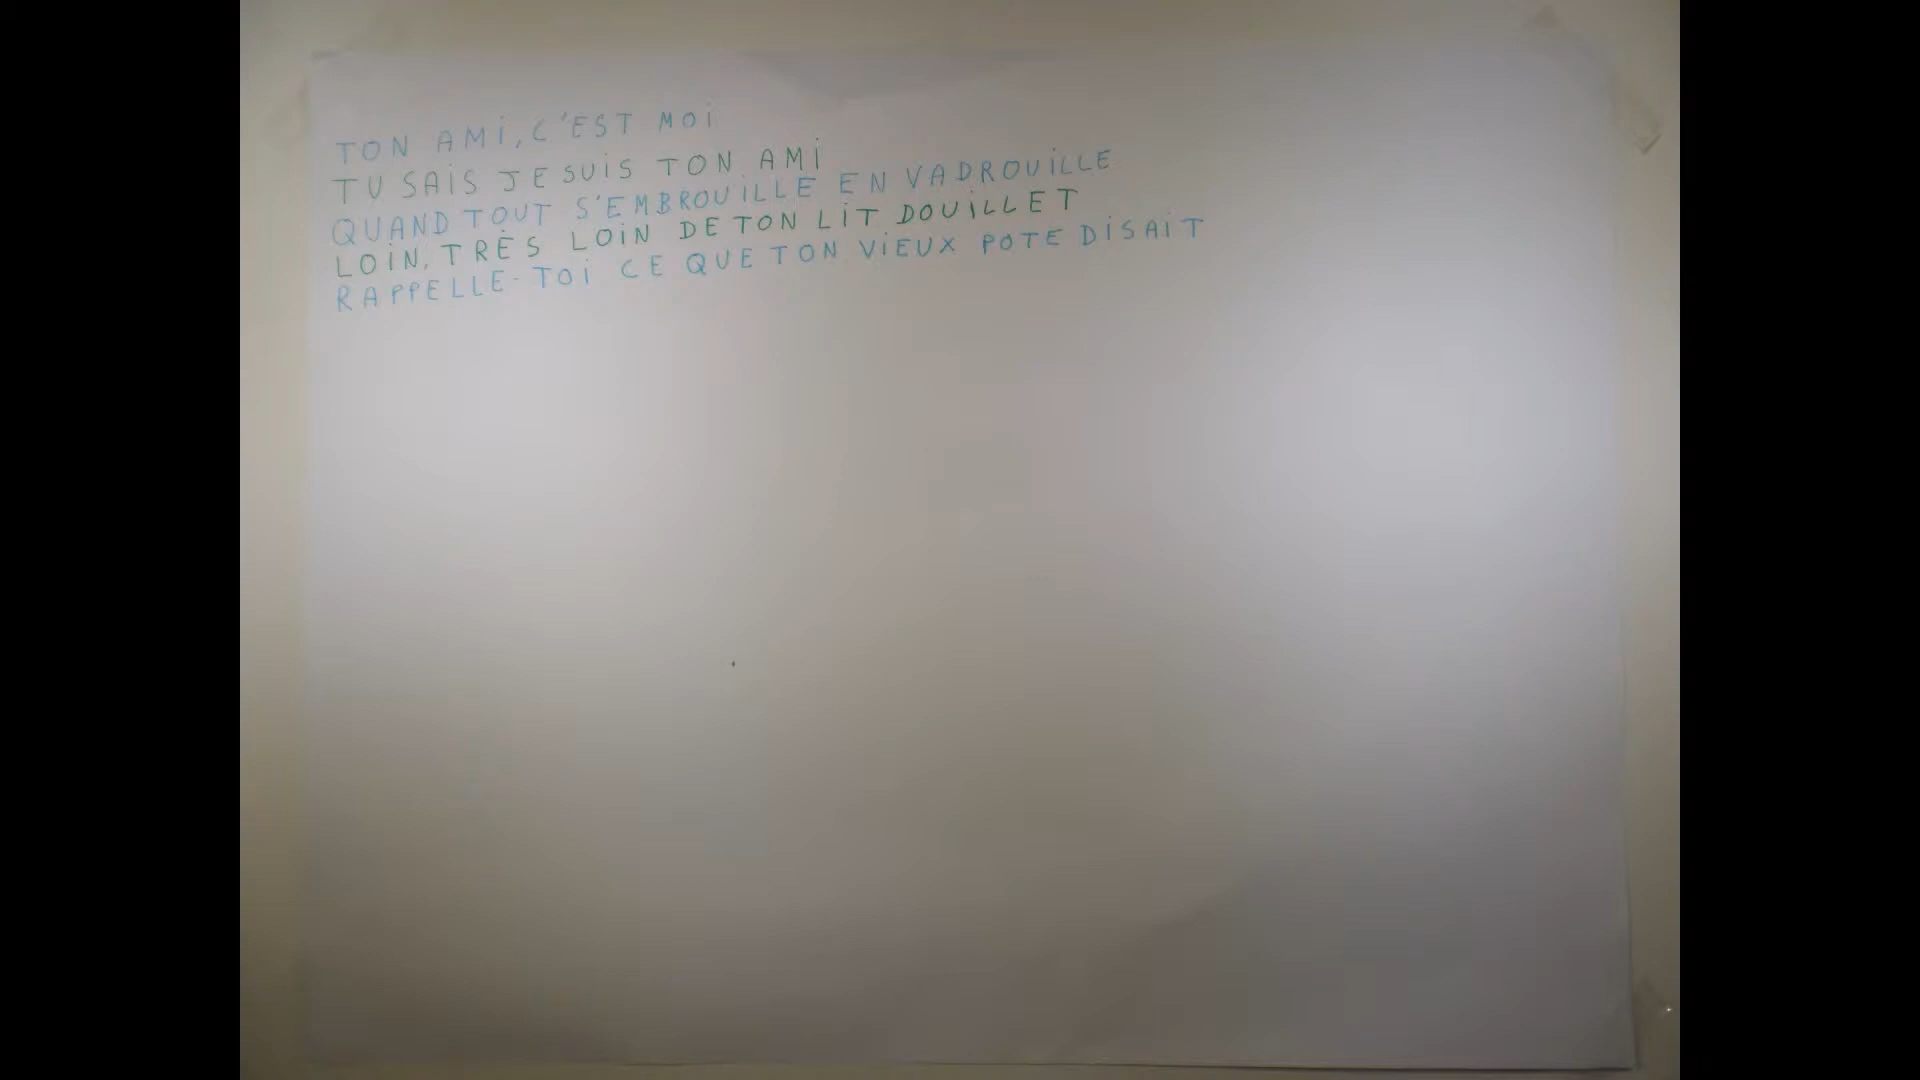 TON AMi, C'EST MOi
TU SAiS JE SUiS TON AMi
QUAND TOUT S'EMBROUiLLE EN VADROUiLLE
LOiN, TRÈS LOiN DE TON LiT DOUiLLET
RAPPELLE-TOi CE QUE TON ViEUX POTE DiSAiT